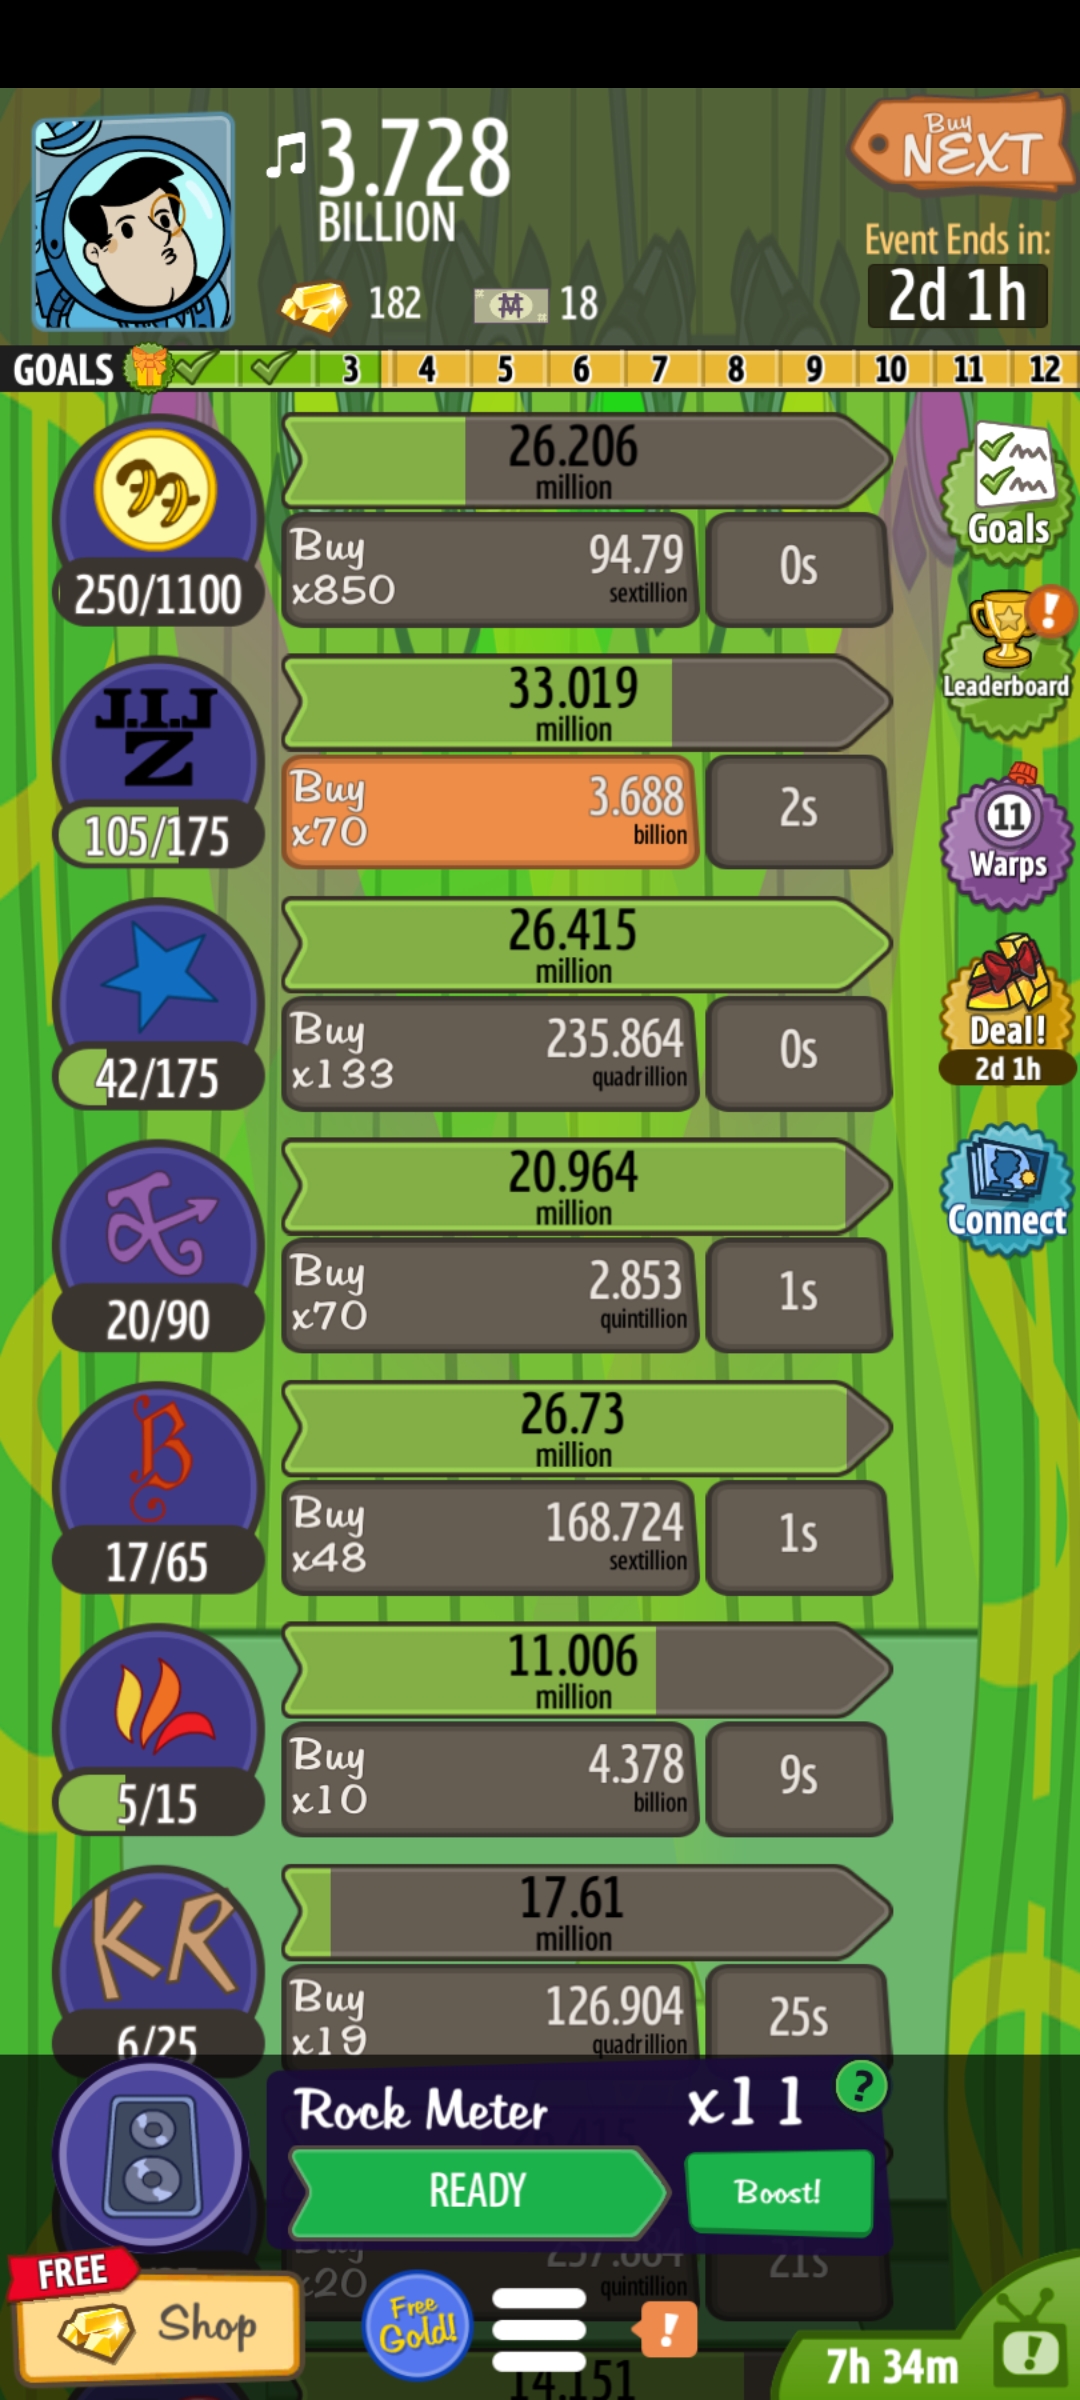 3.728
BILLION
Buy
NEXT
182
18
Event Ends in:
2d 1h
GOALS 3 4 5 6 7 8 9 10 11 12
26.206
million
Buy
x850
94.79
sextillion
0s
250/1100
Goals
J.I.J
Z
33.019
million
Buy
x70
3.688
billion
2s
105/175
Leaderboard
11
Warps
26.415
million
Buy
x133
235.864
quadrillion
0s
42/175
Deal!
2d 1h
20.964
million
Buy
x70
2.853
quintillion
1s
20/90
Connect
B
26.73
million
Buy
x48
168.724
sextillion
1s
17/65
11.006
million
Buy
x10
4.378
billion
9s
5/15
KR
17.61
million
Buy
x19
126.904
quadrillion
25s
6/25
Rock Meter
x11
?
READY
Boost!
Buy
x20
257.884
quintillion
21s
FREE
Shop
Free
Gold!
!
14.151
7h 34m
!